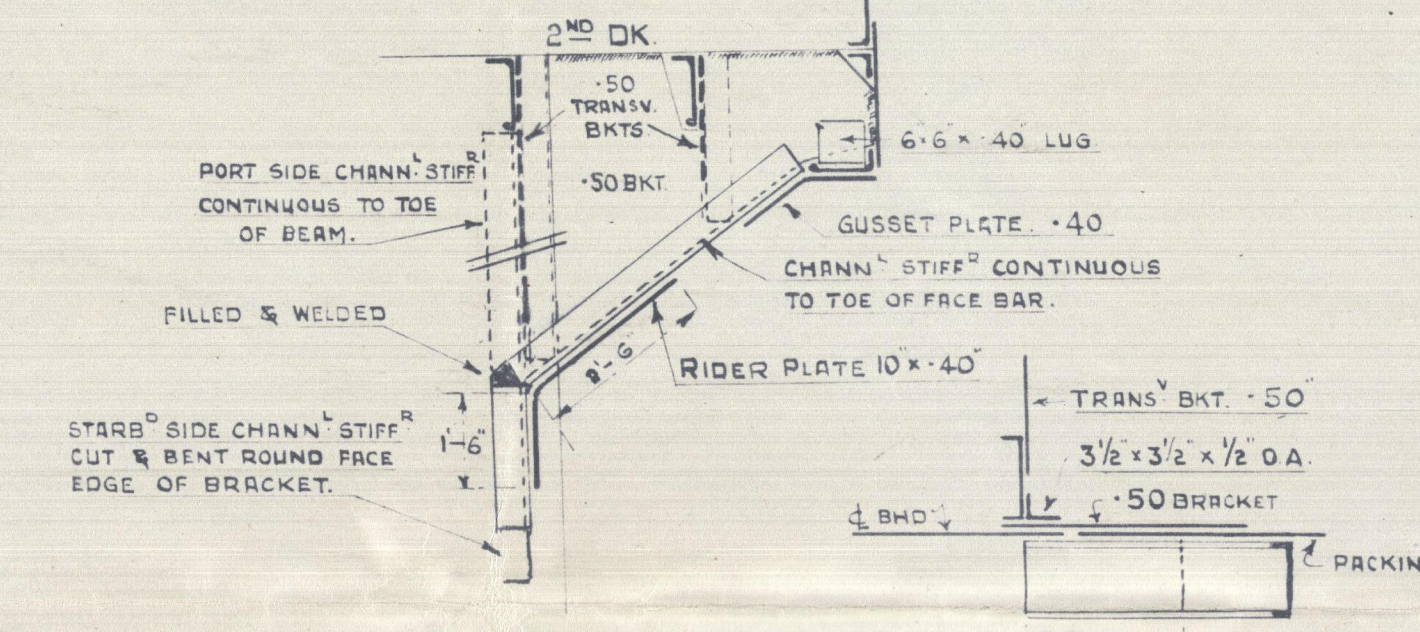 2ND DK.
.50
TRANSV.
BKTS
.50 BKT.
6"·6" × .40" LUG
PORT SIDE CHANNL. STIFFR
CONTINUOUS TO TOE
OF BEAM.
GUSSET PLATE. .40
CHANNL STIFFR CONTINUOUS
TO TOE OF FACE BAR.
FILLED & WELDED
RIDER PLATE 10" × .40"
STARBD SIDE CHANNL. STIFFR
CUT & BENT ROUND FACE
EDGE OF BRACKET.
1'-6"
TRANSV BKT. .50"
3½" × 3½" × ½" D.A.
.50 BRACKET
℄ BHD
PACKIN